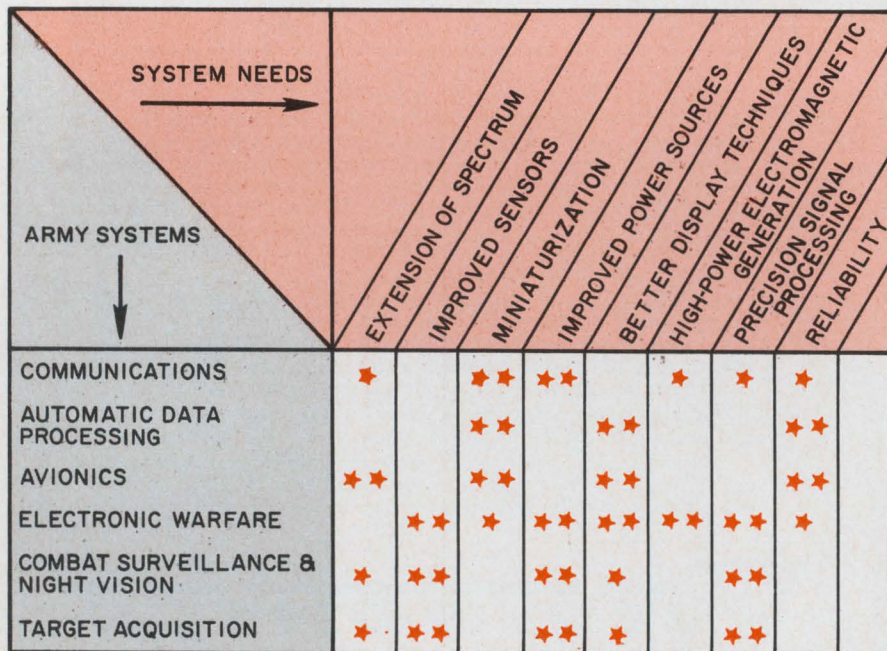 SYSTEM NEEDS
ARMY SYSTEMS
EXTENSION OF SPECTRUM
IMPROVED SENSORS
MINIATURIZATION
IMPROVED POWER SOURCES
BETTER DISPLAY TECHNIQUES
HIGH-POWER ELECTROMAGNETIC
GENERATION
PRECISION SIGNAL
PROCESSING
RELIABILITY
COMMUNICATIONS
AUTOMATIC DATA
PROCESSING
AVIONICS
ELECTRONIC WARFARE
COMBAT SURVEILLANCE &
NIGHT VISION
TARGET ACQUISITION